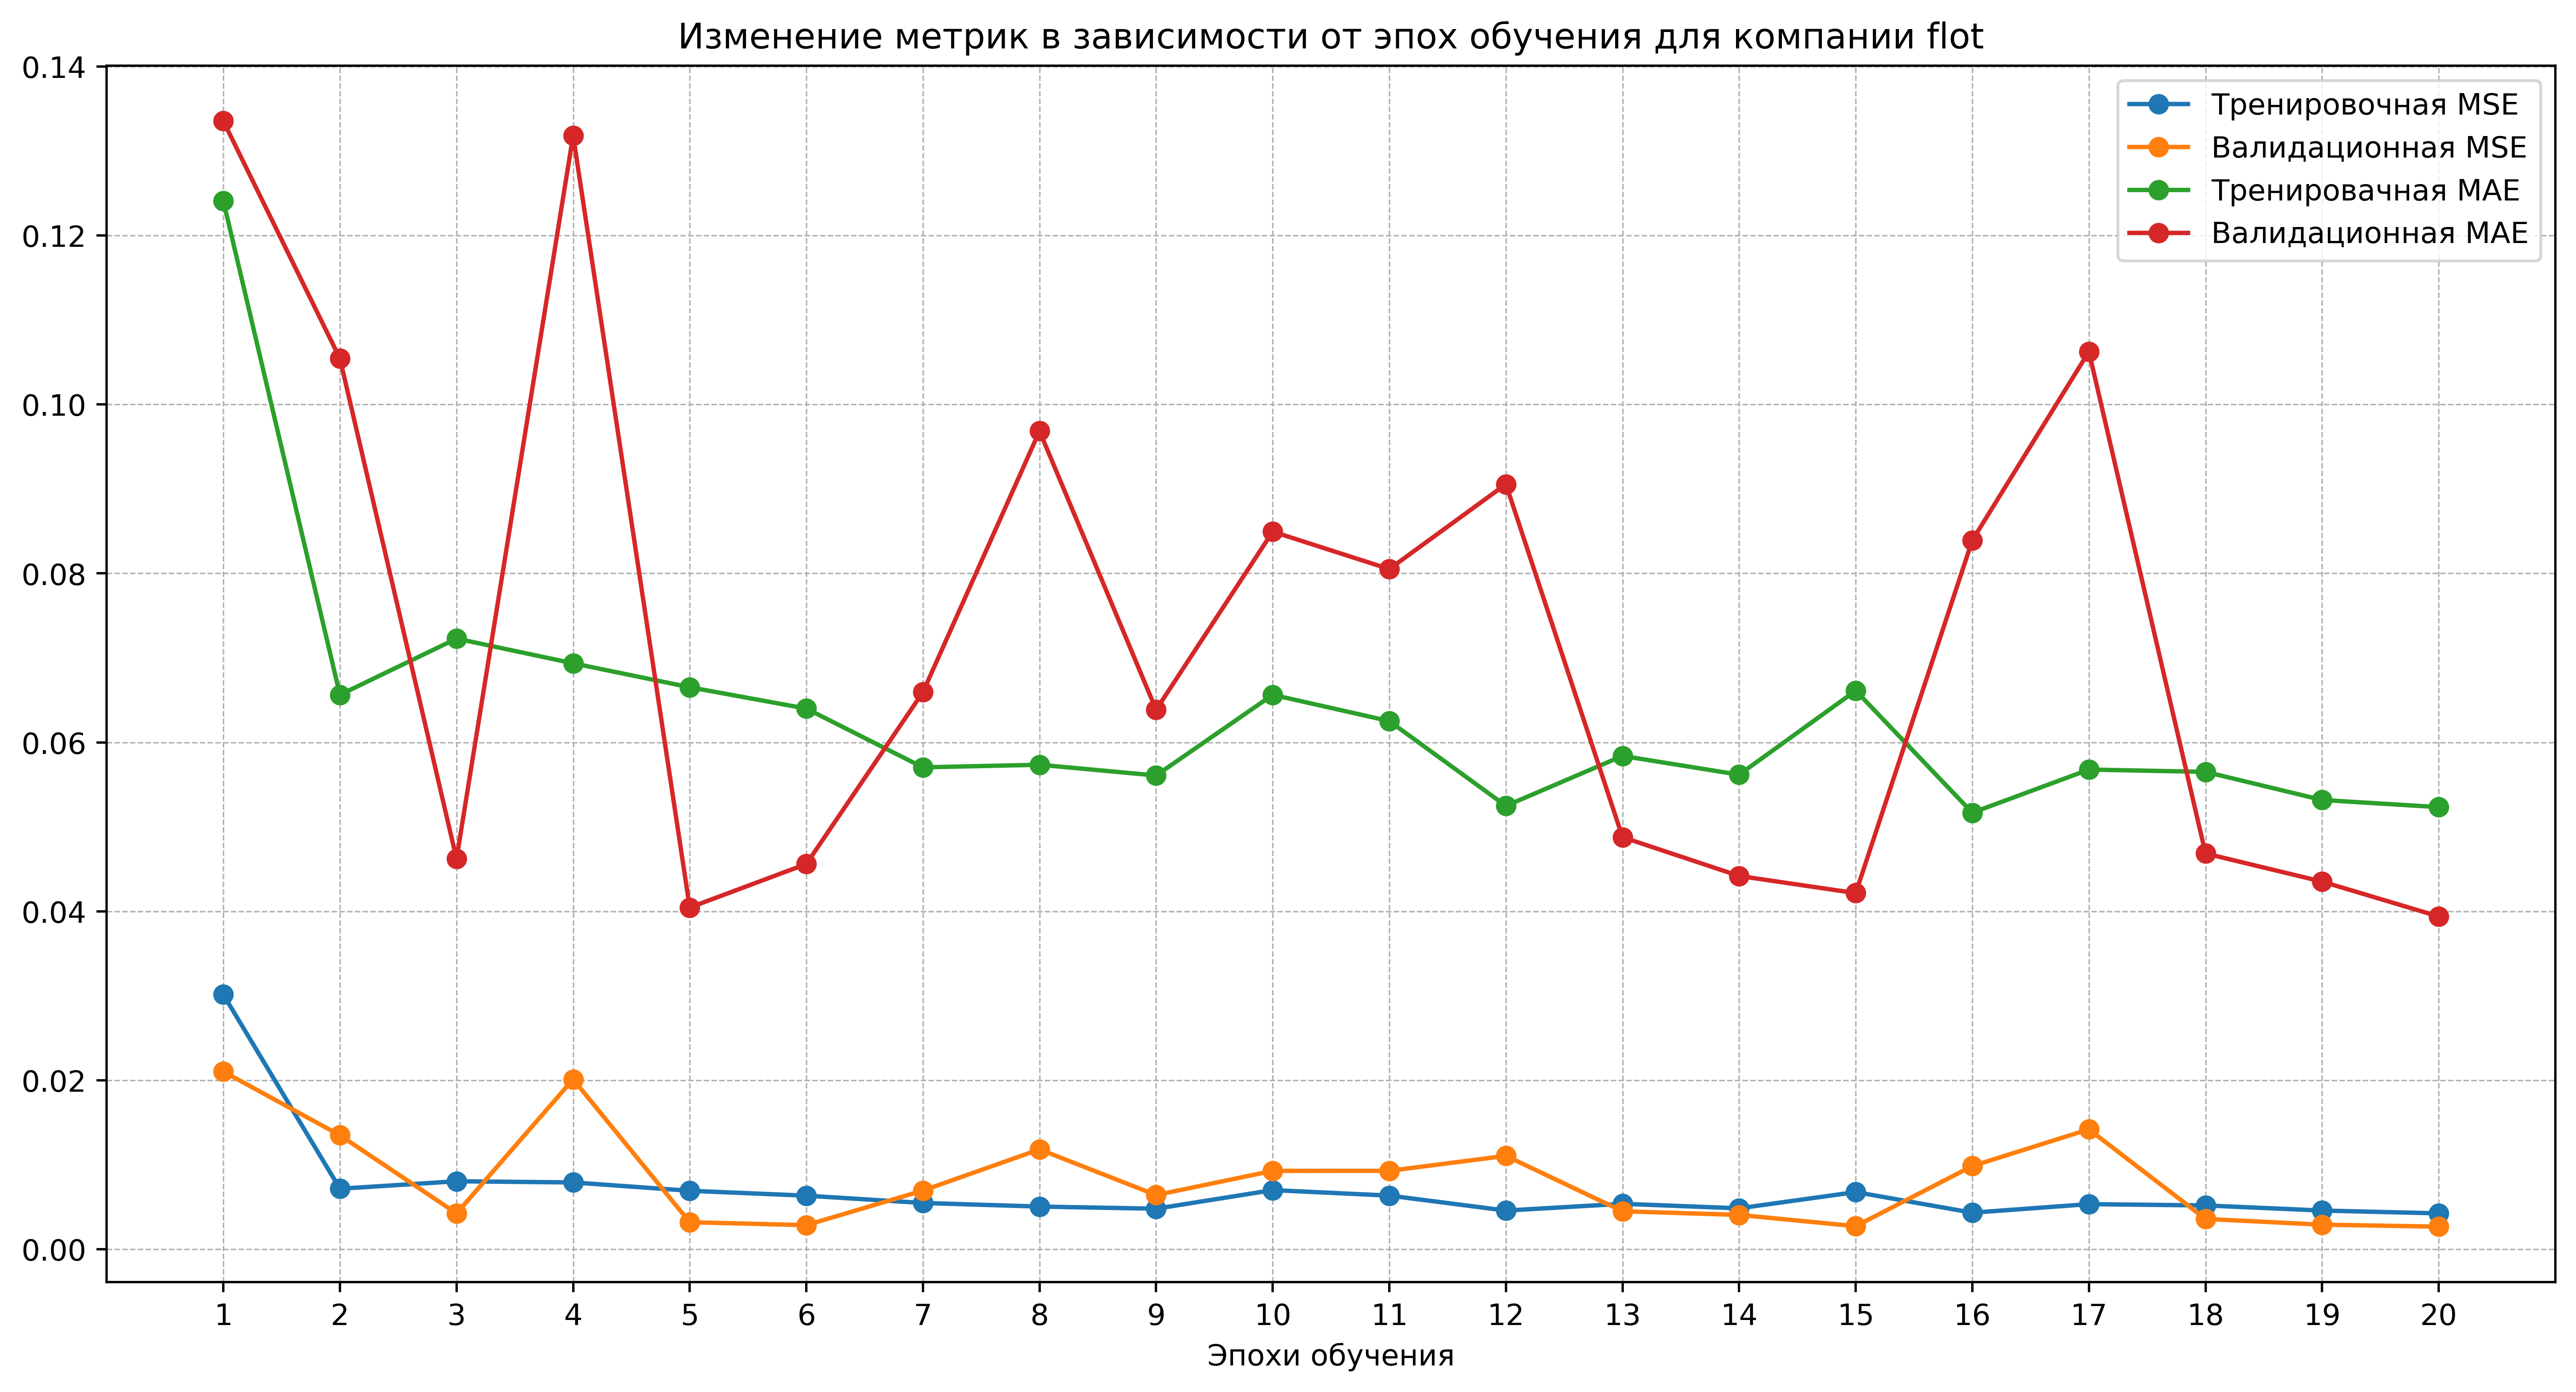 Изменение метрик в зависимости от эпох обучения для компании flot
0.14
0.12
0.10
0.08
0.06
0.04
0.02
0.00
Тренировочная MSE
Валидационная MSE
Тренировачная MAE
Валидационная MAE
1 2 3 4 5 6 7 8 9 10 11 12 13 14 15 16 17 18 19 20
Эпохи обучения